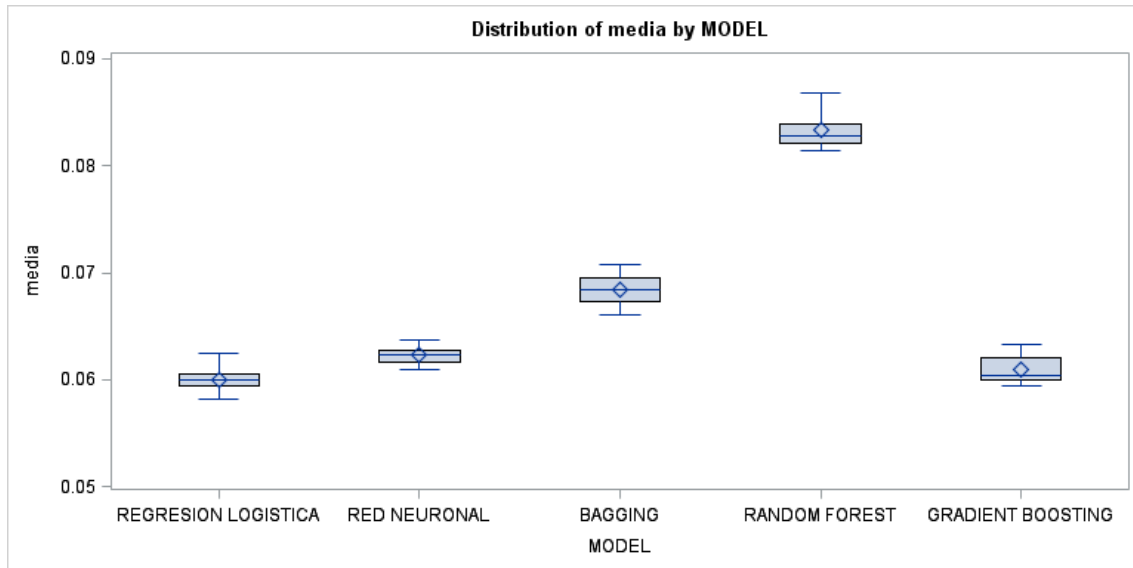 Distribution of media by MODEL
0.09
0.08
0.07
0.06
0.05
media
REGRESION LOGISTICA RED NEURONAL BAGGING RANDOM FOREST GRADIENT BOOSTING
MODEL